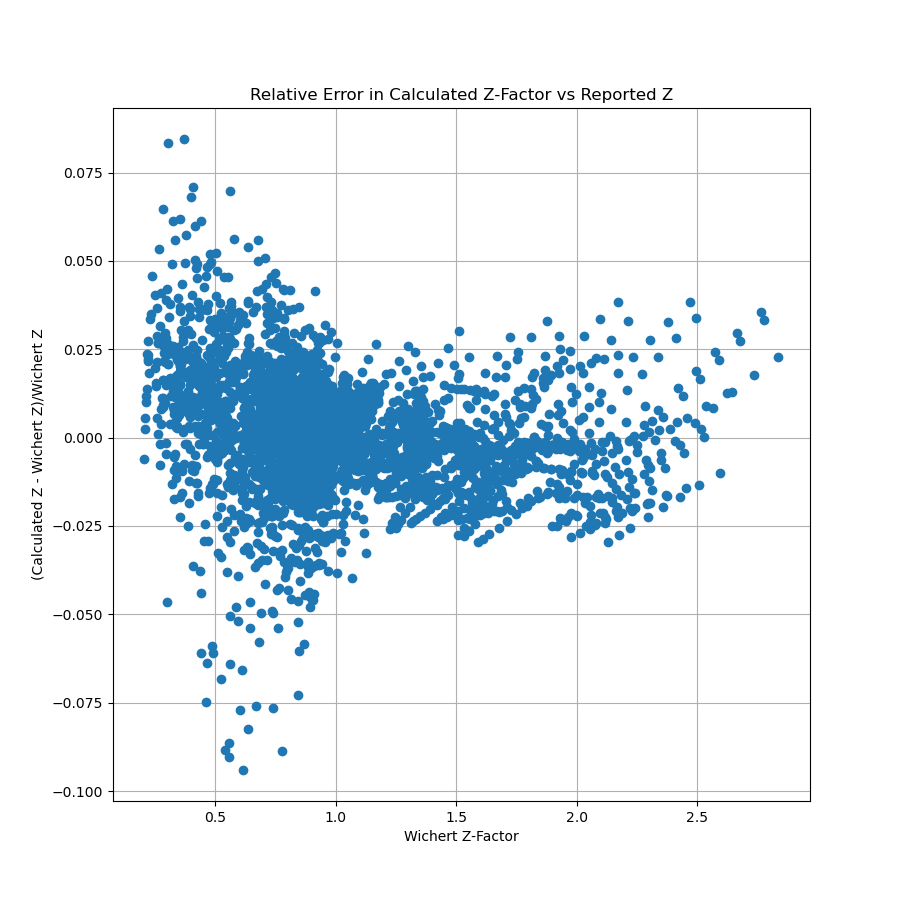 Relative Error in Calculated Z-Factor vs Reported Z
(Calculated Z - Wichert Z)/Wichert Z
0.075
0.050
0.025
0.000
−0.025
−0.050
−0.075
−0.100
0.5 1.0 1.5 2.0 2.5
Wichert Z-Factor